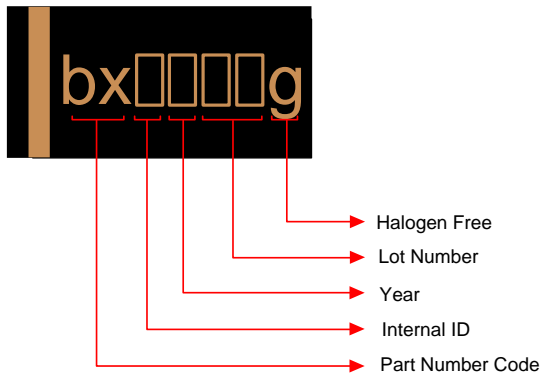 bx□□□□g
Halogen Free
Lot Number
Year
Internal ID
Part Number Code